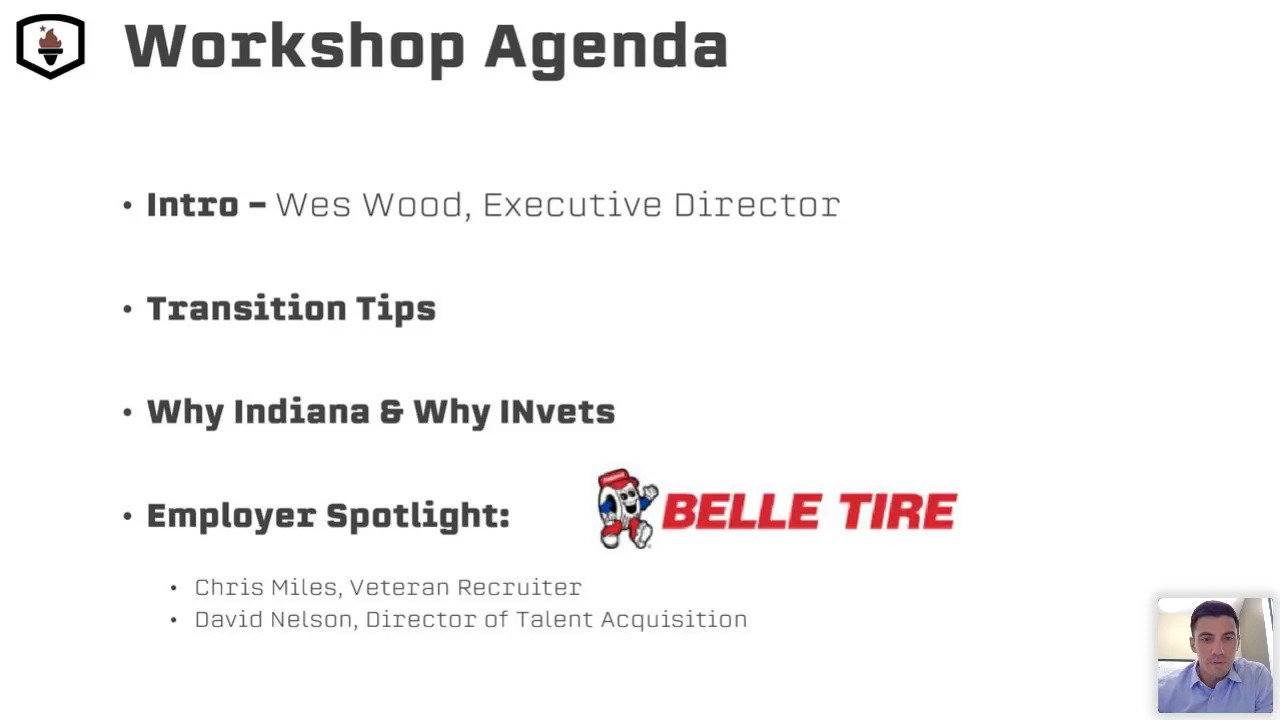 Workshop Agenda
• Intro – Wes Wood, Executive Director
• Transition Tips
• Why Indiana & Why INvets
• Employer Spotlight:
BELLE TIRE
• Chris Miles, Veteran Recruiter
• David Nelson, Director of Talent Acquisition